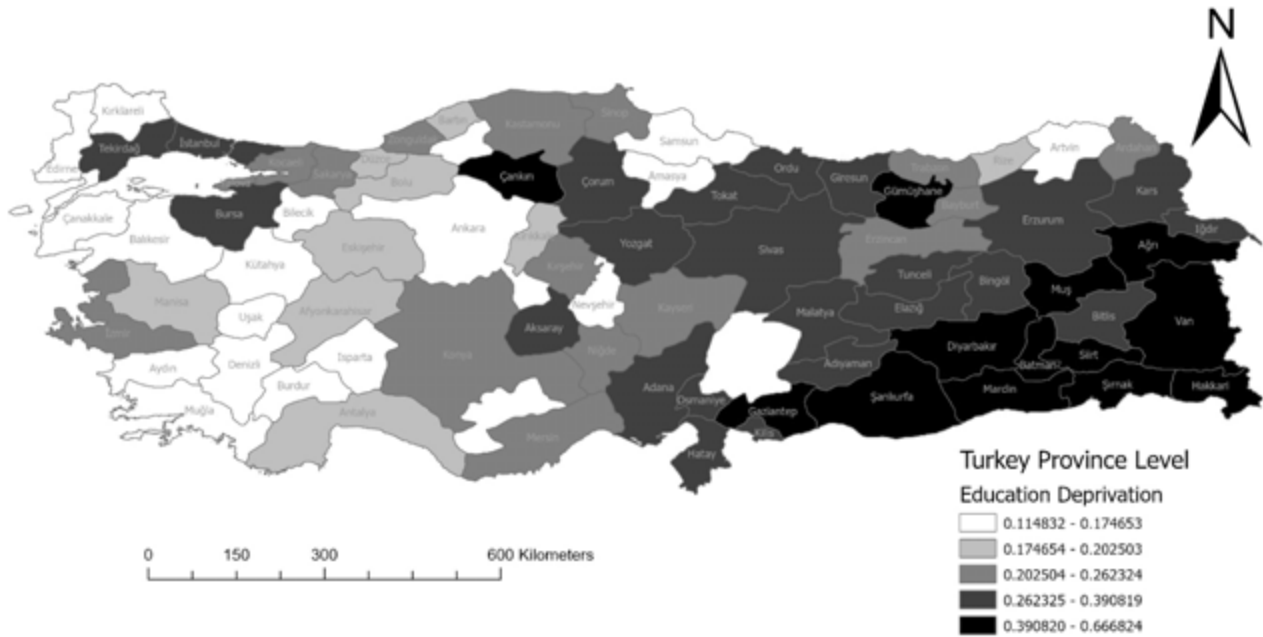 N
Kırklareli
Edirne
Tekirdağ
İstanbul
Kocaeli
Sakarya
Düzce
Bolu
Zonguldak
Bartın
Kastamonu
Sinop
Samsun
Amasya
Çankırı
Çorum
Tokat
Ordu
Giresun
Trabzon
Gümüşhane
Bayburt
Rize
Artvin
Ardahan
Kars
Iğdır
Erzurum
Ağrı
Çanakkale
Balıkesir
Bursa
Bilecik
Kütahya
Eskişehir
Ankara
Kırıkkale
Kırşehir
Yozgat
Sivas
Erzincan
Tunceli
Bingöl
Muş
Bitlis
Van
Manisa
İzmir
Uşak
Afyonkarahisar
Konya
Aksaray
Nevşehir
Kayseri
Malatya
Elazığ
Diyarbakır
Batman
Siirt
Aydın
Denizli
Isparta
Burdur
Niğde
Adana
Osmaniye
Adıyaman
Gaziantep
Şanlıurfa
Mardin
Şırnak
Hakkari
Muğla
Antalya
Mersin
Kilis
Hatay
Turkey Province Level
Education Deprivation
0.114832 - 0.174653
0.174654 - 0.202503
0.202504 - 0.262324
0.262325 - 0.390819
0.390820 - 0.666824
0 150 300 600 Kilometers